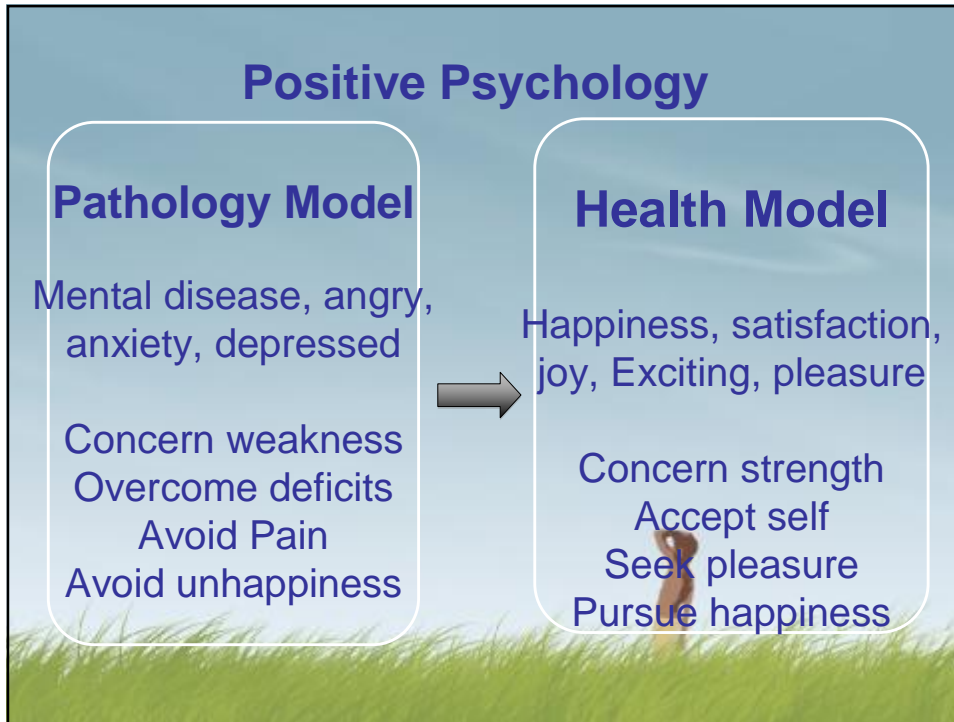 Positive Psychology
Pathology Model
Mental disease, angry,
anxiety, depressed
Concern weakness
Overcome deficits
Avoid Pain
Avoid unhappiness
Health Model
Happiness, satisfaction,
joy, Exciting, pleasure
Concern strength
Accept self
Seek pleasure
Pursue happiness